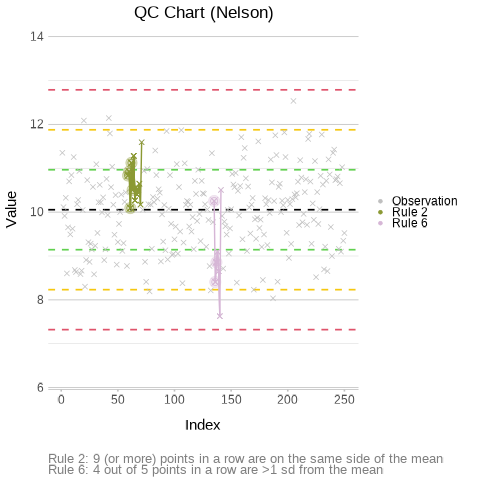 QC Chart (Nelson)
14
12
10
8
6
Value
0
50
100
150
200
250
Index
Observation
Rule 2
Rule 6
Rule 2: 9 (or more) points in a row are on the same side of the mean
Rule 6: 4 out of 5 points in a row are >1 sd from the mean